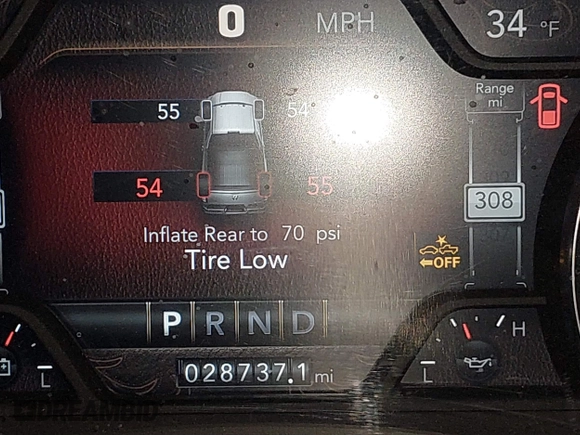 0 MPH
34 °F
Range
mi
55 54
54 55
308
Inflate Rear to 70 psi
Tire Low
OFF
P R N D
H
L
L
028737.1 mi
DREAMBID